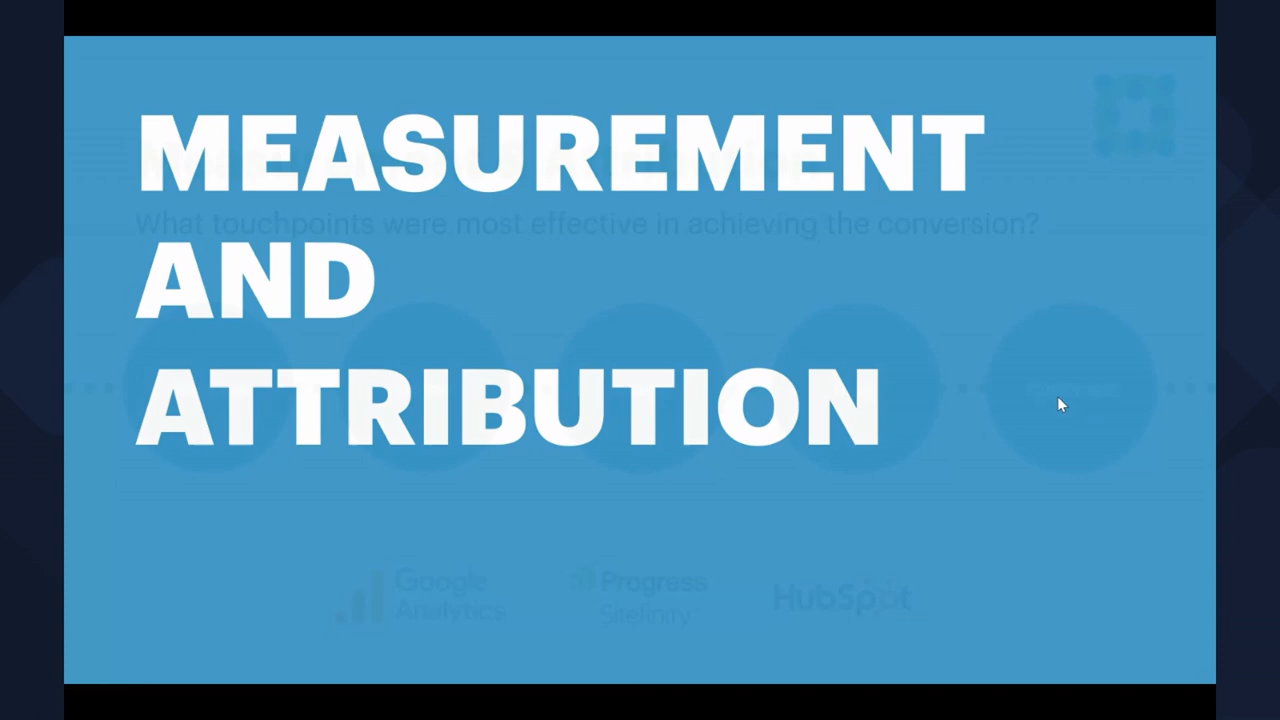 MEASUREMENT
What touchpoints were most effective in achieving the conversion?
AND
ATTRIBUTION
Google
Analytics
Progress
Sitefinity
HubSpot